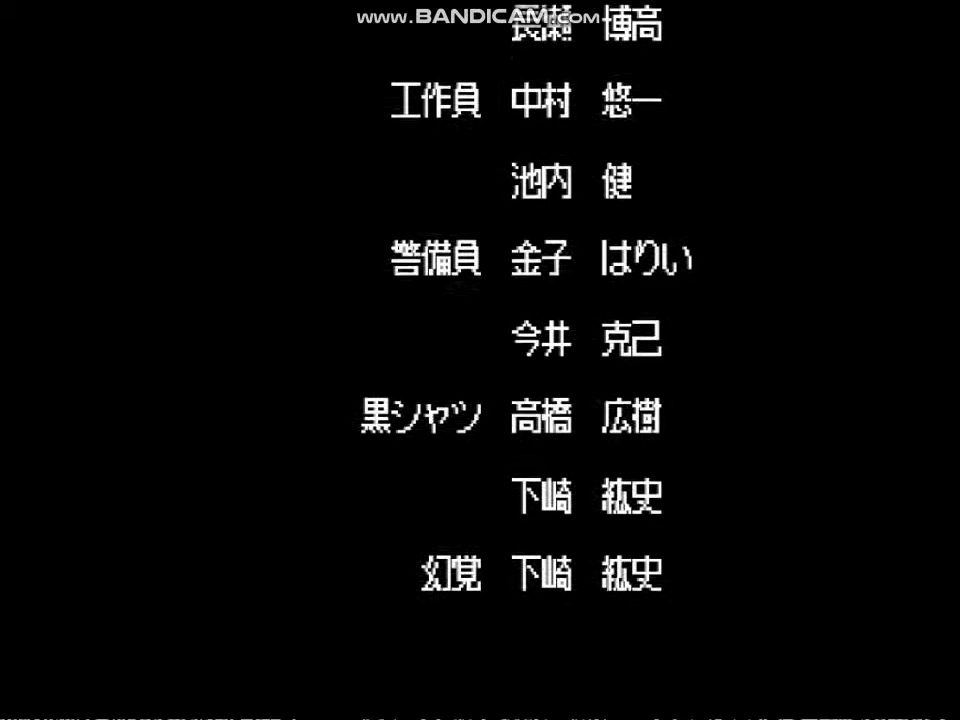 www.BANDICAM.com
長瀬 博高
工作員 中村 悠一
池内 健
警備員 金子 はりい
今井 克己
黒シャツ 高橋 広樹
下崎 紘史
幻覚 下崎 紘史